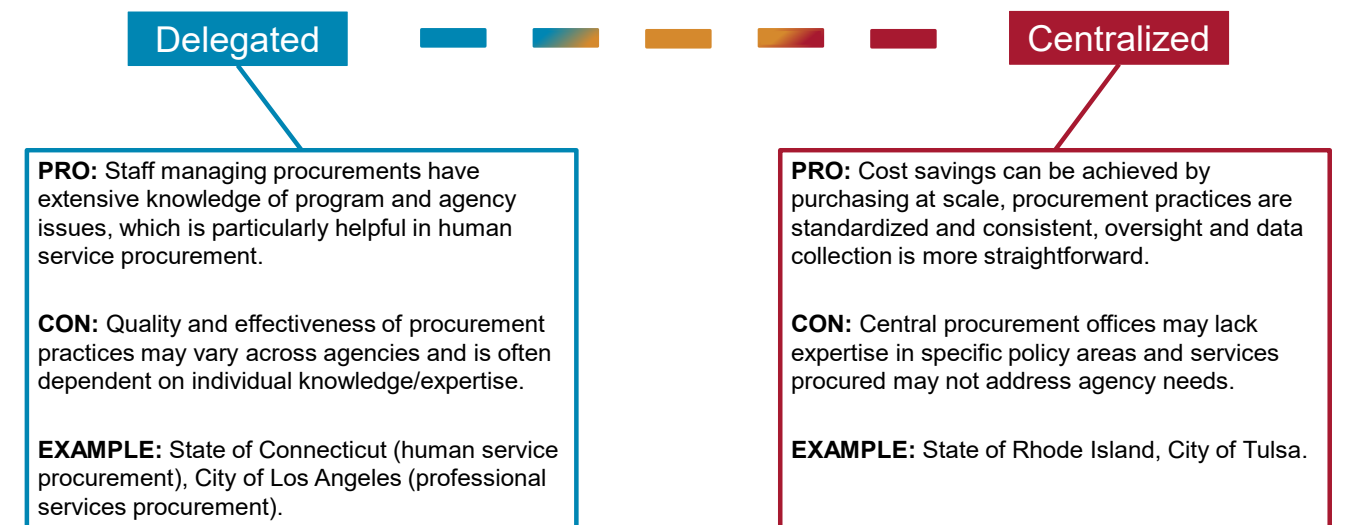 Delegated
Centralized
PRO: Staff managing procurements have
extensive knowledge of program and agency
issues, which is particularly helpful in human
service procurement.
CON: Quality and effectiveness of procurement
practices may vary across agencies and is often
dependent on individual knowledge/expertise.
EXAMPLE: State of Connecticut (human service
procurement), City of Los Angeles (professional
services procurement).
PRO: Cost savings can be achieved by
purchasing at scale, procurement practices are
standardized and consistent, oversight and data
collection is more straightforward.
CON: Central procurement offices may lack
expertise in specific policy areas and services
procured may not address agency needs.
EXAMPLE: State of Rhode Island, City of Tulsa.